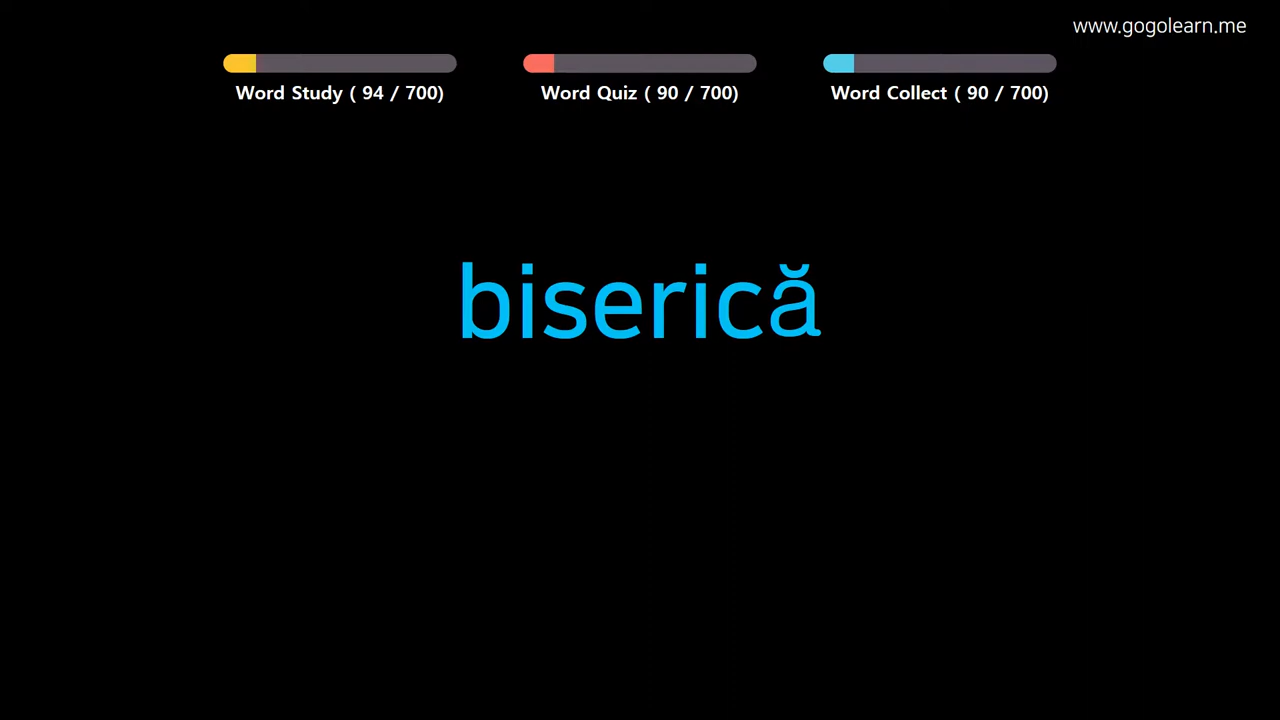 www.gogolearn.me
Word Study ( 94 / 700)
Word Quiz ( 90 / 700)
Word Collect ( 90 / 700)
biserică